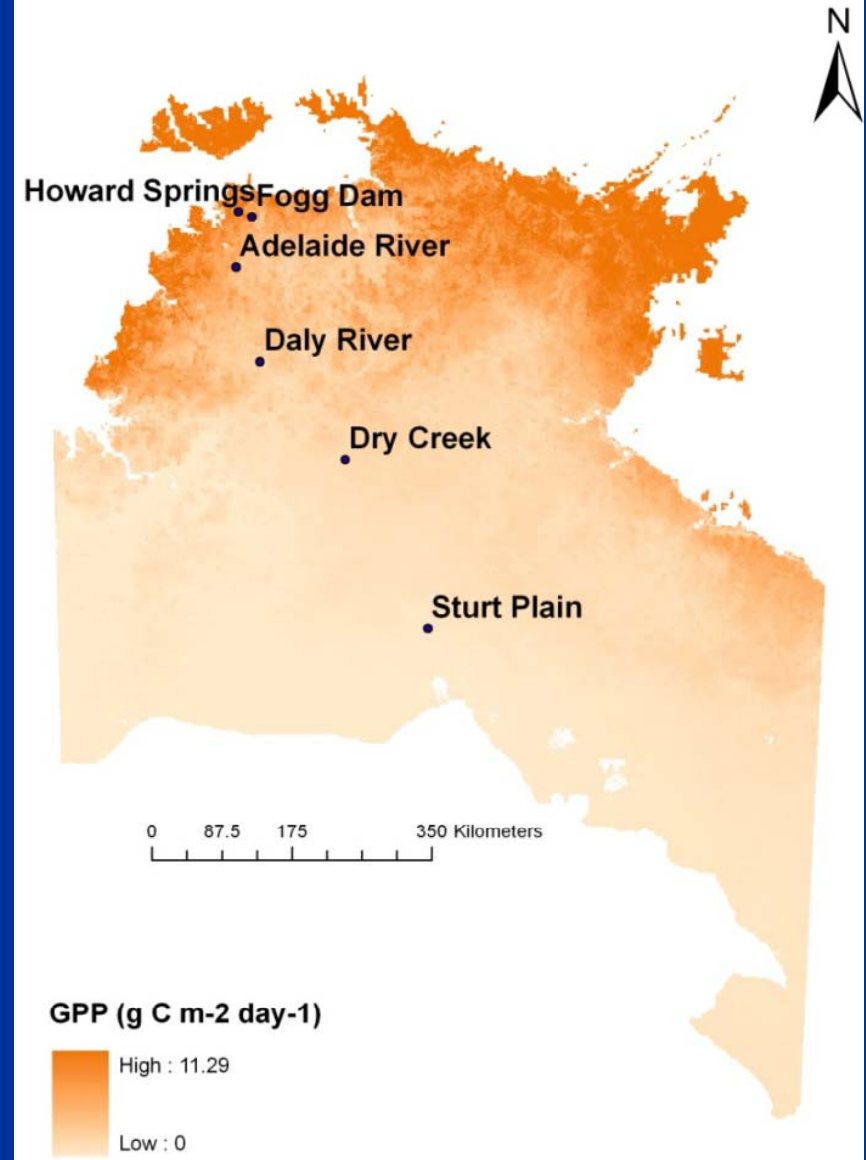 N
Howard Springs Fogg Dam
Adelaide River
Daly River
Dry Creek
Sturt Plain
0 87.5 175 350 Kilometers
GPP (g C m-2 day-1)
High : 11.29
Low : 0